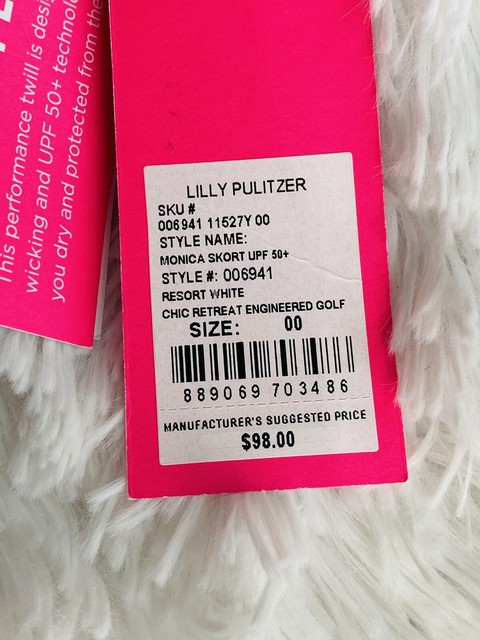 This performance twill is desig
wicking and UPF 50+ technolo
you dry and protected from the
LILLY PULITZER
SKU #
006941 11527Y 00
STYLE NAME:
MONICA SKORT UPF 50+
STYLE #: 006941
RESORT WHITE
CHIC RETREAT ENGINEERED GOLF
SIZE: 00
889069 703486
MANUFACTURER'S SUGGESTED PRICE
$98.00